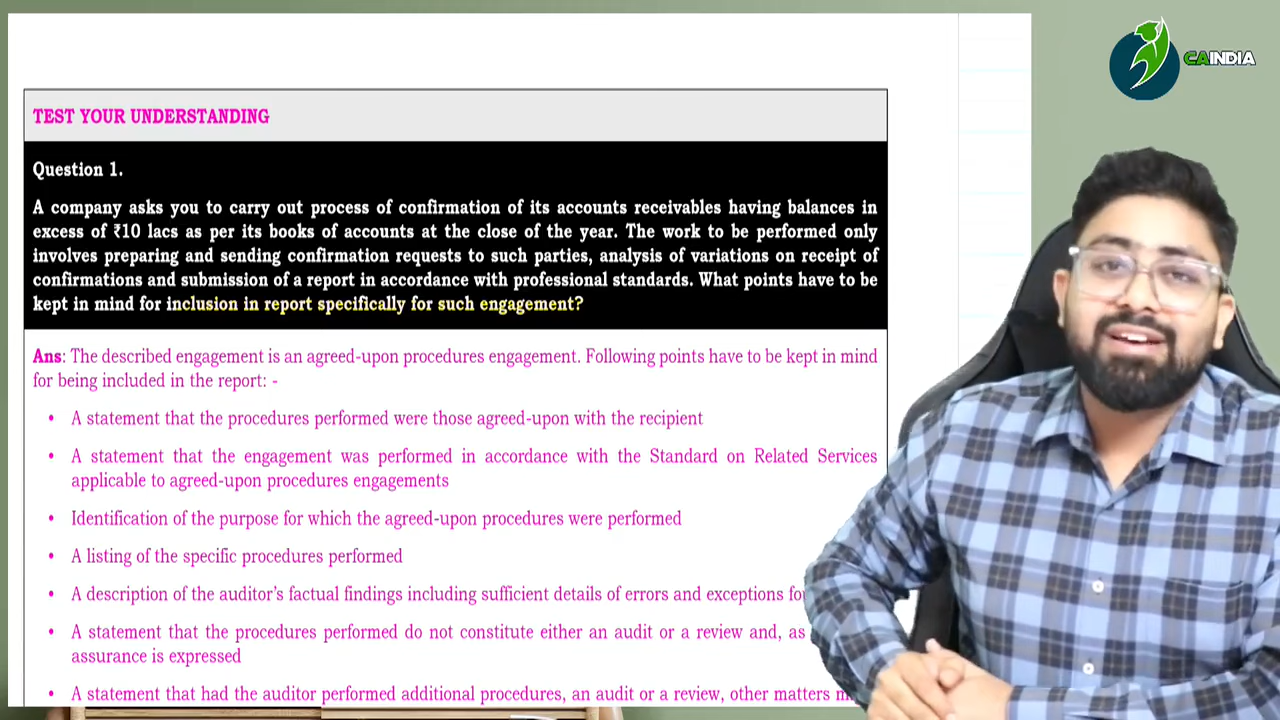 CAINDIA
TEST YOUR UNDERSTANDING
Question 1.
A company asks you to carry out process of confirmation of its accounts receivables having balances in
excess of ₹10 lacs as per its books of accounts at the close of the year. The work to be performed only
involves preparing and sending confirmation requests to such parties, analysis of variations on receipt of
confirmations and submission of a report in accordance with professional standards. What points have to be
kept in mind for inclusion in report specifically for such engagement?
Ans: The described engagement is an agreed-upon procedures engagement. Following points have to be kept in mind
for being included in the report: -
• A statement that the procedures performed were those agreed-upon with the recipient
• A statement that the engagement was performed in accordance with the Standard on Related Services
applicable to agreed-upon procedures engagements
• Identification of the purpose for which the agreed-upon procedures were performed
• A listing of the specific procedures performed
• A description of the auditor's factual findings including sufficient details of errors and exceptions
• A statement that the procedures performed do not constitute either an audit or a review and, as
assurance is expressed
• A statement that had the auditor performed additional procedures, an audit or a review, other matters